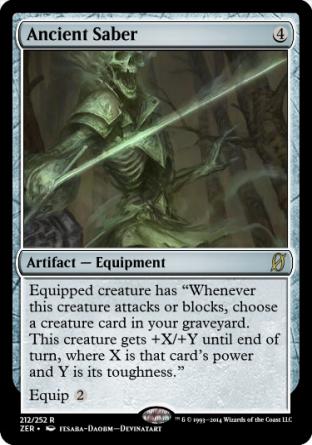 Ancient Saber 4
Artifact — Equipment
Equipped creature has “Whenever
this creature attacks or blocks, choose
a creature card in your graveyard.
This creature gets +X/+Y until end of
turn, where X is that card’s power
and Y is its toughness.”
Equip 2
212/252 R
ZER • FISABA-DAOBM-DEVINATART
™ & © 1993–2014 Wizards of the Coast LLC